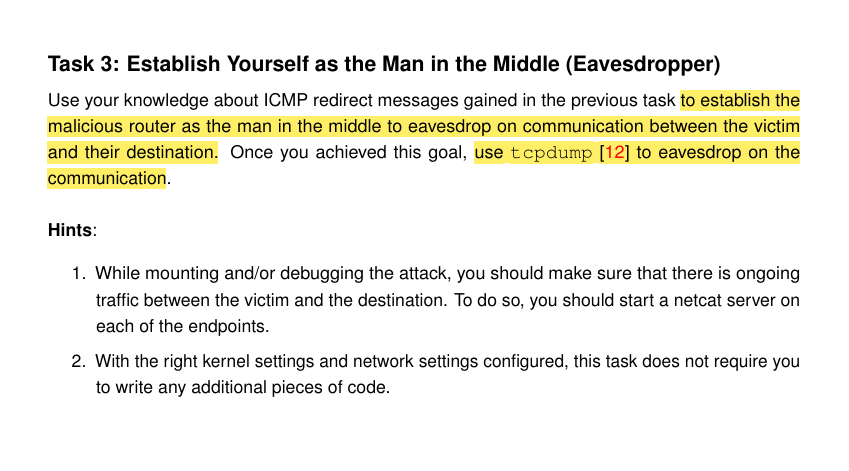 Task 3: Establish Yourself as the Man in the Middle (Eavesdropper)
Use your knowledge about ICMP redirect messages gained in the previous task to establish the
malicious router as the man in the middle to eavesdrop on communication between the victim
and their destination. Once you achieved this goal, use tcpdump [12] to eavesdrop on the
communication.
Hints:
1. While mounting and/or debugging the attack, you should make sure that there is ongoing
traffic between the victim and the destination. To do so, you should start a netcat server on
each of the endpoints.
2. With the right kernel settings and network settings configured, this task does not require you
to write any additional pieces of code.